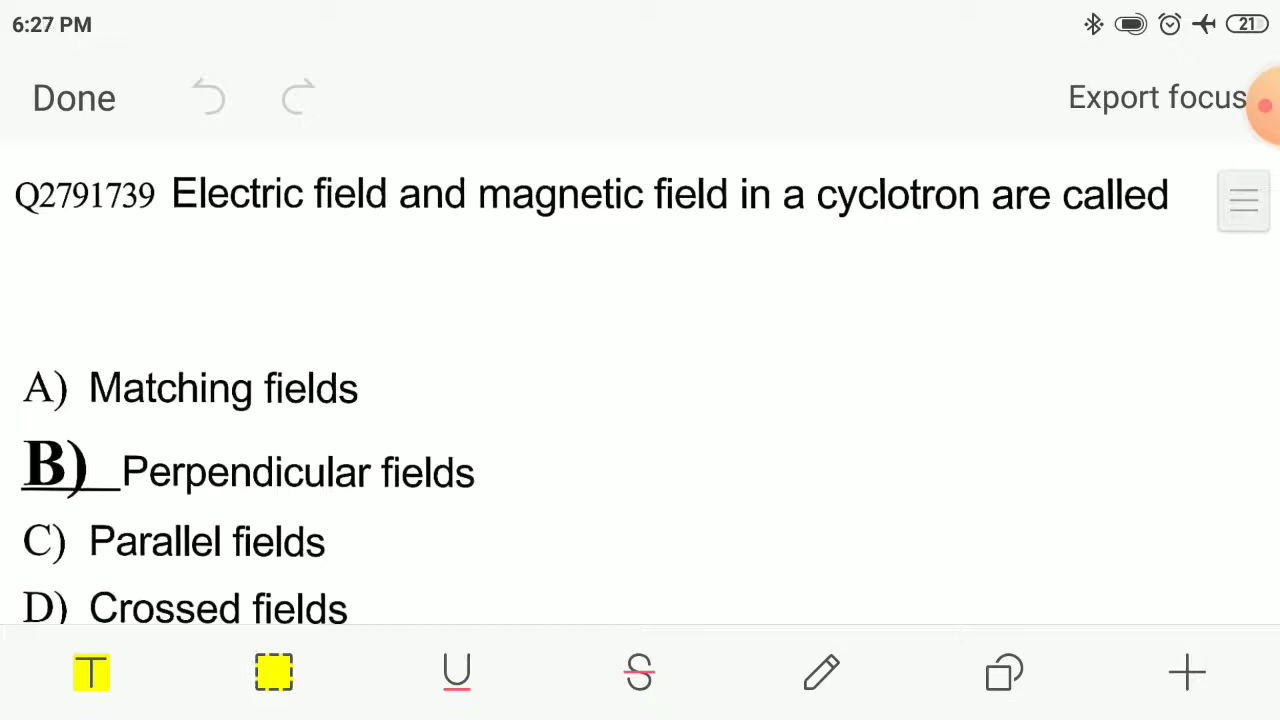 6:27 PM
21
Done
Export focus
Q2791739 Electric field and magnetic field in a cyclotron are called
A) Matching fields
B) Perpendicular fields
C) Parallel fields
D) Crossed fields
T
U
S